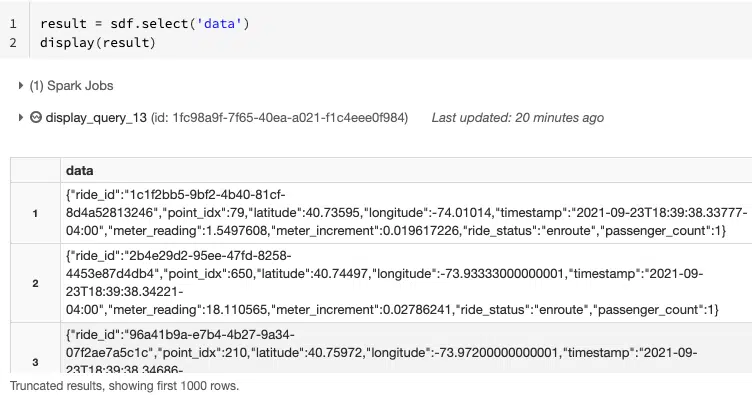 1 result = sdf.select('data')
2 display(result)
(1) Spark Jobs
display_query_13 (id: 1fc98a9f-7f65-40ea-a021-f1c4eee0f984) Last updated: 20 minutes ago
data
{"ride_id":"1c1f2bb5-9bf2-4b40-81cf-
1 8d4a52813246","point_idx":79,"latitude":40.73595,"longitude":-74.01014,"timestamp":"2021-09-23T18:39:38.33777-
04:00","meter_reading":1.5497608,"meter_increment":0.019617226,"ride_status":"enroute","passenger_count":1}
{"ride_id":"2b4e29d2-95ee-47fd-8258-
4453e87d4db4","point_idx":650,"latitude":40.74497,"longitude":-73.93333000000001,"timestamp":"2021-09-
2 23T18:39:38.34221-
04:00","meter_reading":18.110565,"meter_increment":0.02786241,"ride_status":"enroute","passenger_count":1}
{"ride_id":"96a41b9a-e7b4-4b27-9a34-
07f2ae7a5c1c","point_idx":210,"latitude":40.75972,"longitude":-73.97200000000001,"timestamp":"2021-09-
3 23T18:39:38.34686-
Truncated results, showing first 1000 rows.